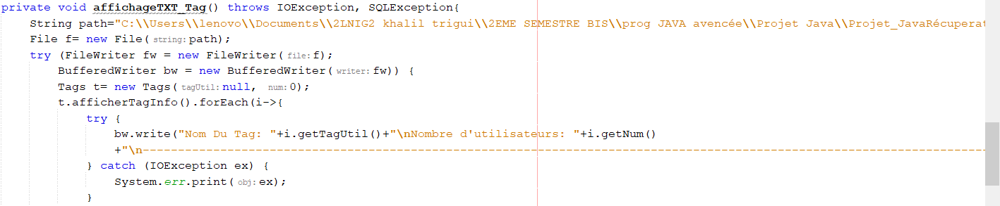 private void affichageTXT_Tag() throws IOException, SQLException{
String path="C:\\Users\\lenovo\\Documents\\2LNIG2 khalil trigui\\2EME SEMESTRE BIS\\prog JAVA avencée\\Projet Java\\Projet_JavaRécuperat
File f= new File(string:path);
try (FileWriter fw = new FileWriter(file:f);
BufferedWriter bw = new BufferedWriter(writer:fw)) {
Tags t= new Tags(tagUtil:null, num:0);
t.afficherTagInfo().forEach(i->{
try {
bw.write("Nom Du Tag: "+i.getTagUtil()+"\nNombre d'utilisateurs: "+i.getNum()
+"\n------------------------------------------------------------------------------------------------------------------------
} catch (IOException ex) {
System.err.print(obj:ex);
}